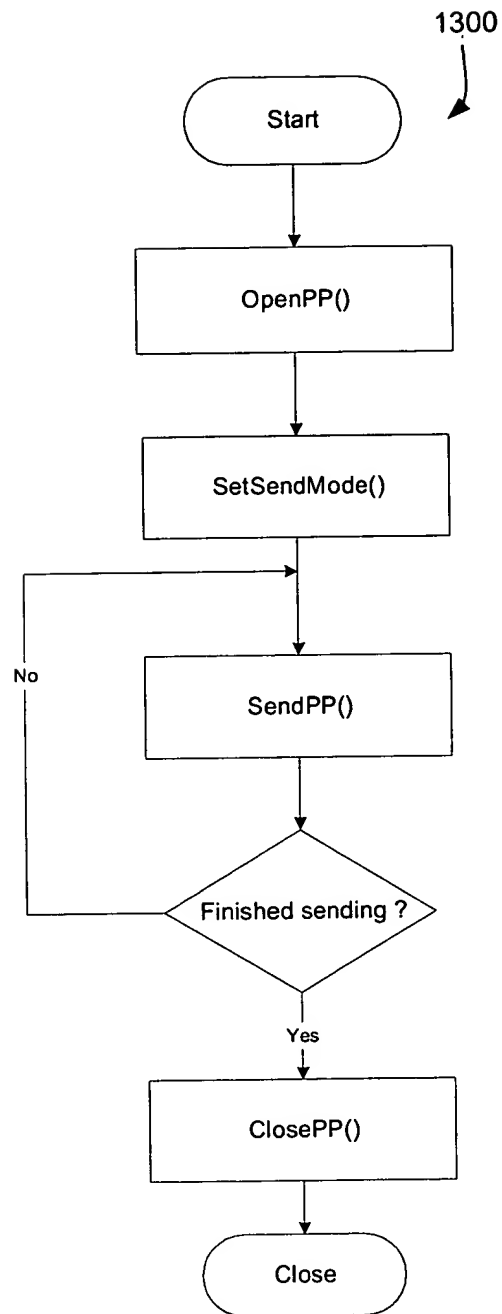 1300
Start
OpenPP()
SetSendMode()
No
SendPP()
Finished sending ?
Yes
ClosePP()
Close